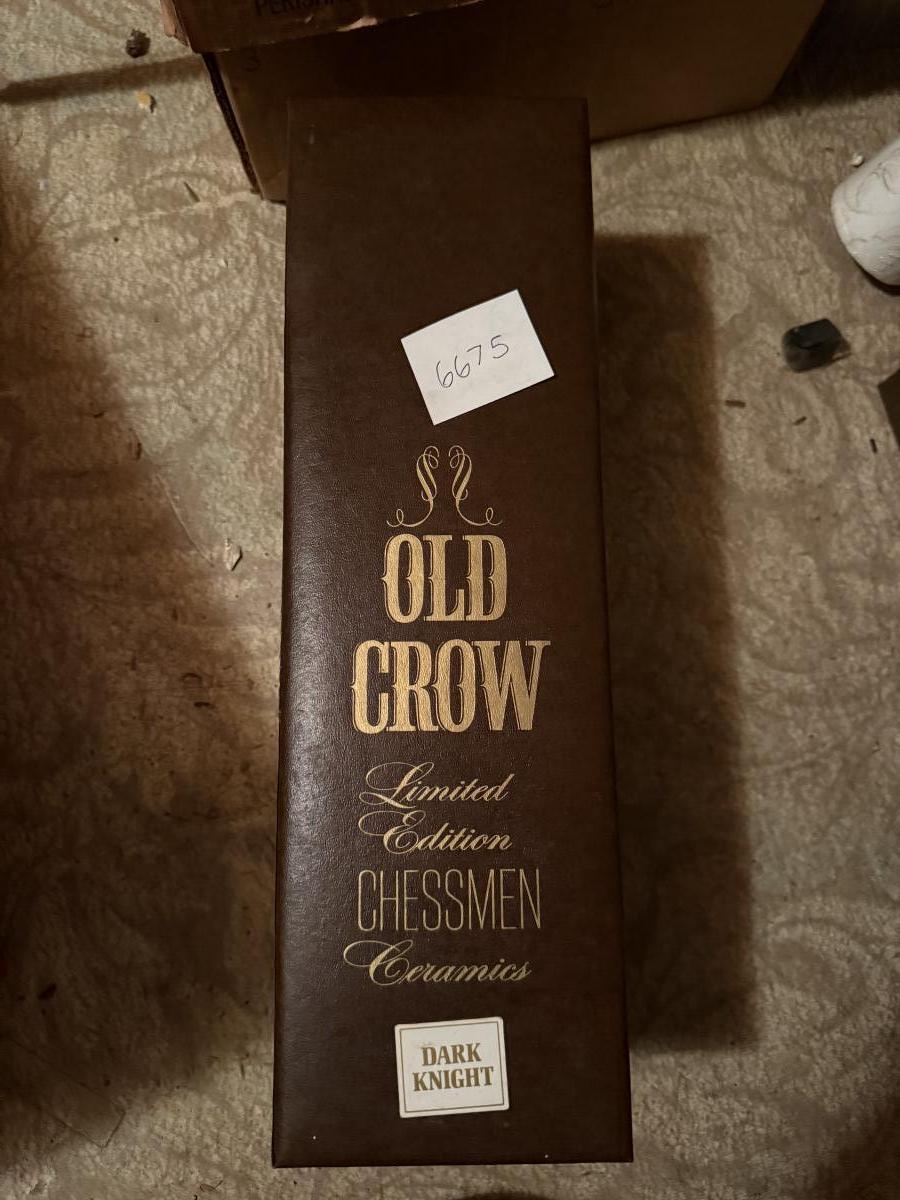 6675
OLD
CROW
Limited
Edition
CHESSMEN
Ceramics
DARK
KNIGHT